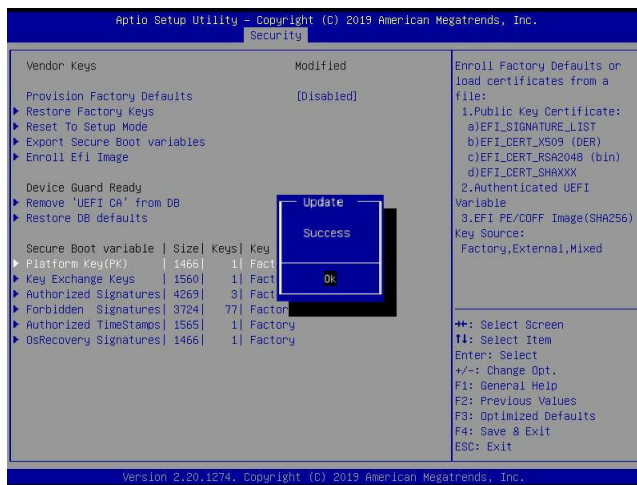 Aptio Setup Utility – Copyright (C) 2019 American Megatrends, Inc.
Security
Vendor Keys Modified
Provision Factory Defaults [Disabled]
Restore Factory Keys
Reset To Setup Mode
Export Secure Boot variables
Enroll Efi Image
Device Guard Ready
Remove 'UEFI CA' from DB
Restore DB defaults
Secure Boot variable | Size| Keys| Key
Platform Key(PK) | 1466| 1| Fact
Key Exchange Keys | 1560| 1| Fact
Authorized Signatures| 4269| 3| Fact
Forbidden Signatures| 3724| 77| Factor
Authorized TimeStamps| 1565| 1| Factory
OsRecovery Signatures| 1466| 1| Factory
Update
Success
Ok
Enroll Factory Defaults or
load certificates from a
file:
1.Public Key Certificate:
a)EFI_SIGNATURE_LIST
b)EFI_CERT_X509 (DER)
c)EFI_CERT_RSA2048 (bin)
d)EFI_CERT_SHAXXX
2.Authenticated UEFI
Variable
3.EFI PE/COFF Image(SHA256)
Key Source:
Factory,External,Mixed
→←: Select Screen
↑↓: Select Item
Enter: Select
+/-: Change Opt.
F1: General Help
F2: Previous Values
F3: Optimized Defaults
F4: Save & Exit
ESC: Exit
Version 2.20.1274. Copyright (C) 2019 American Megatrends, Inc.